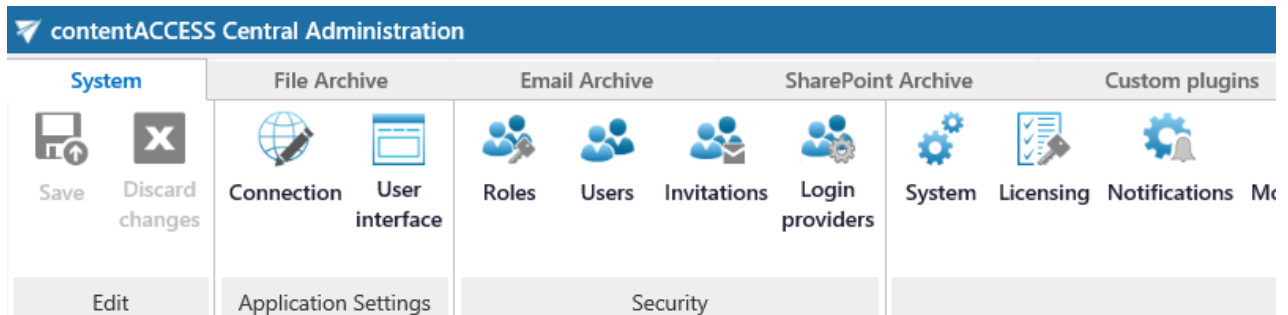 contentACCESS Central Administration
System File Archive Email Archive SharePoint Archive Custom plugins
Save Discard changes Connection User interface Roles Users Invitations Login providers System Licensing Notifications
Edit Application Settings Security